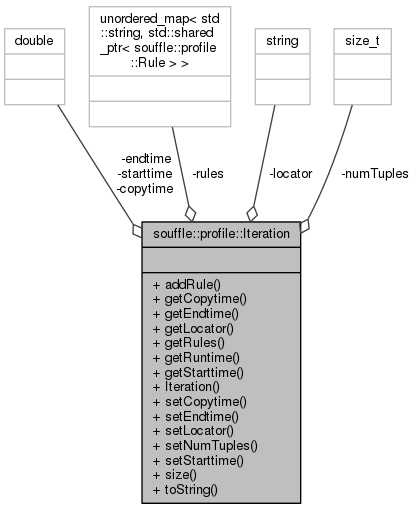 double
unordered_map< std
::string, std::shared
_ptr< souffle::profile
::Rule > >
string
size_t
-endtime
-starttime
-copytime
-rules
-locator
-numTuples
souffle::profile::Iteration
+ addRule()
+ getCopytime()
+ getEndtime()
+ getLocator()
+ getRules()
+ getRuntime()
+ getStarttime()
+ Iteration()
+ setCopytime()
+ setEndtime()
+ setLocator()
+ setNumTuples()
+ setStarttime()
+ size()
+ toString()